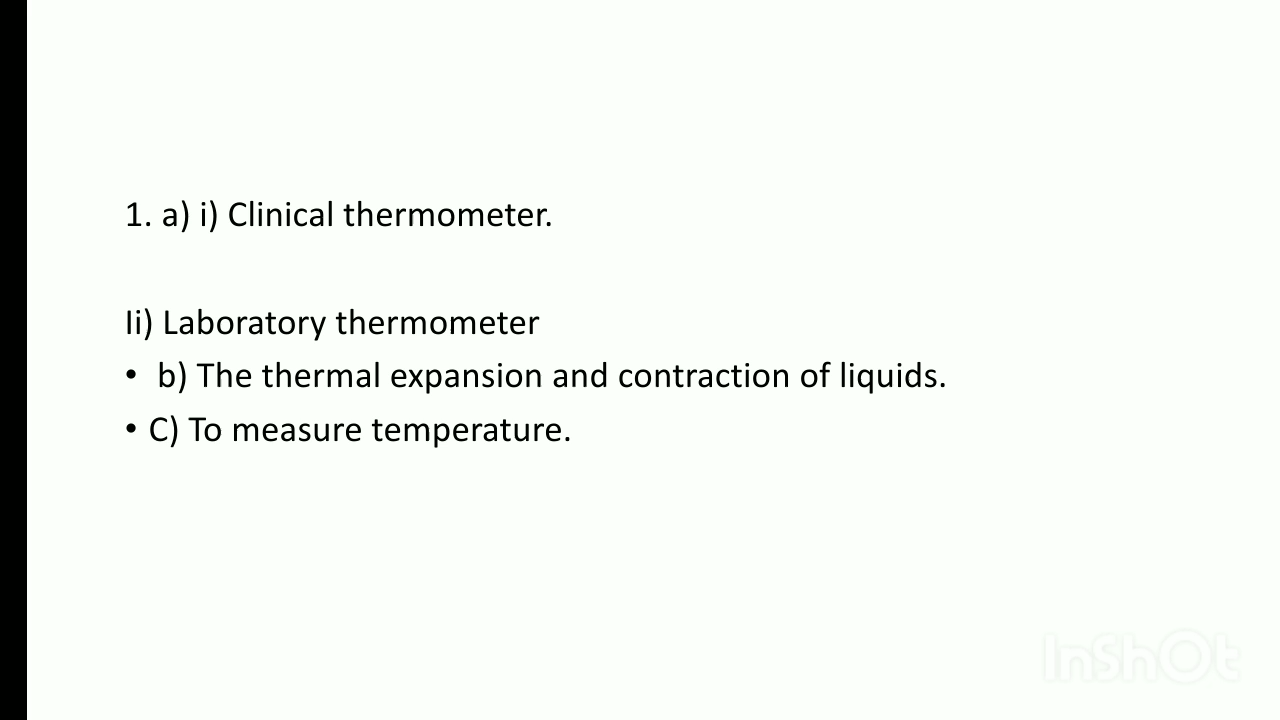 1. a) i) Clinical thermometer.
Ii) Laboratory thermometer
• b) The thermal expansion and contraction of liquids.
• C) To measure temperature.
InShOt